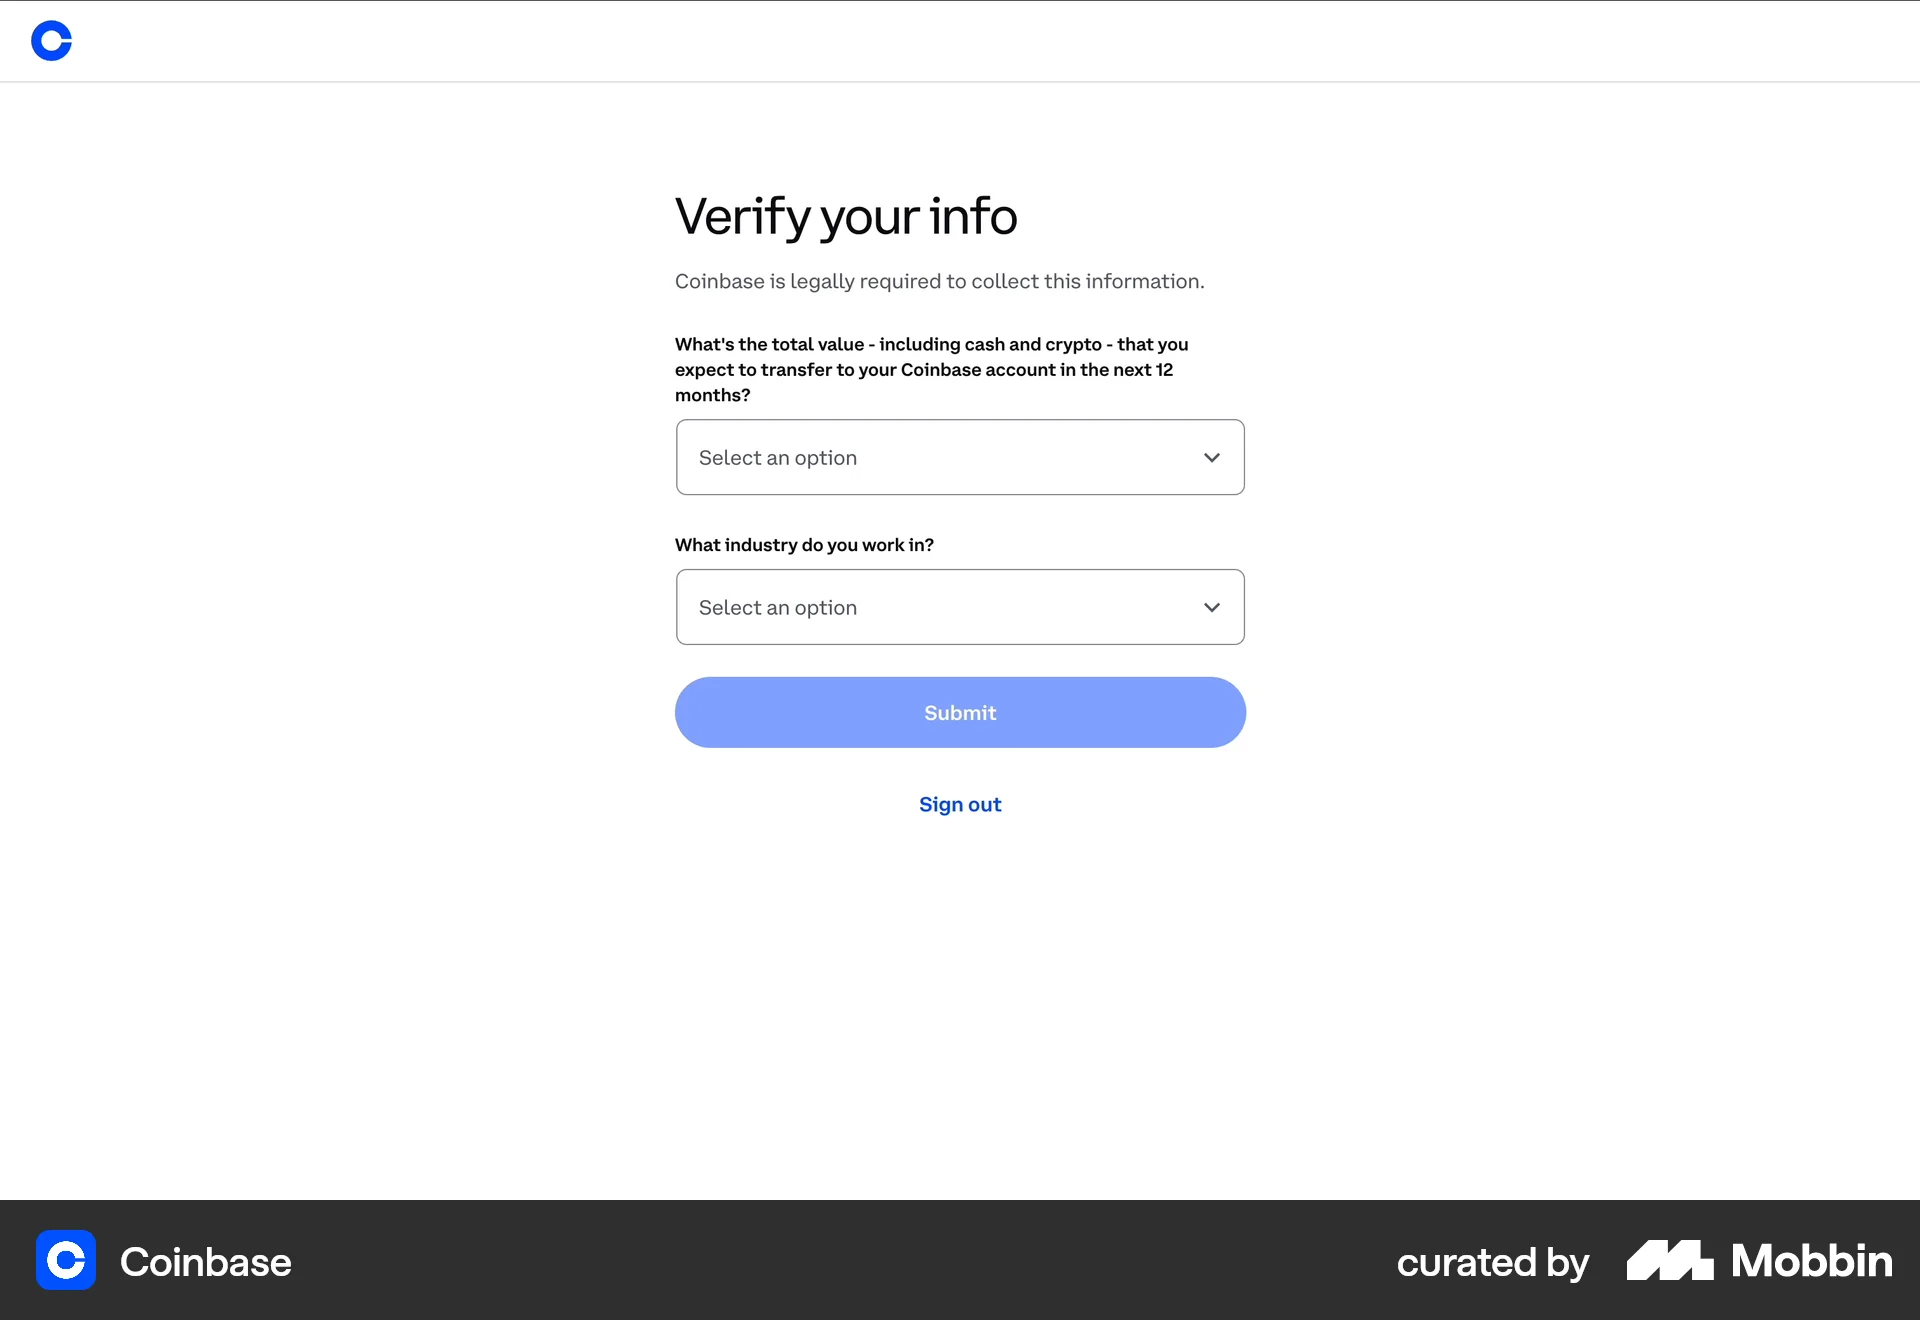 Verify your info
Coinbase is legally required to collect this information.
What's the total value - including cash and crypto - that you
expect to transfer to your Coinbase account in the next 12
months?
Select an option
What industry do you work in?
Select an option
Submit
Sign out
Coinbase
curated by Mobbin